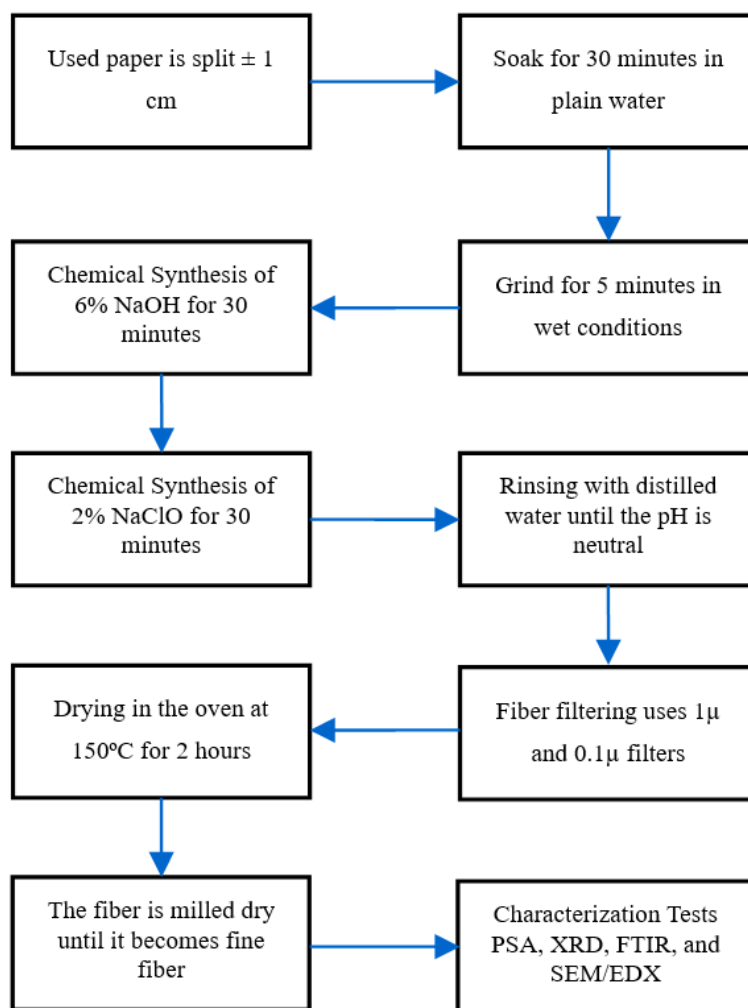 Used paper is split ± 1
cm
Soak for 30 minutes in
plain water
Grind for 5 minutes in
wet conditions
Chemical Synthesis of
6% NaOH for 30
minutes
Chemical Synthesis of
2% NaClO for 30
minutes
Rinsing with distilled
water until the pH is
neutral
Fiber filtering uses 1µ
and 0.1µ filters
Drying in the oven at
150ºC for 2 hours
The fiber is milled dry
until it becomes fine
fiber
Characterization Tests
PSA, XRD, FTIR, and
SEM/EDX